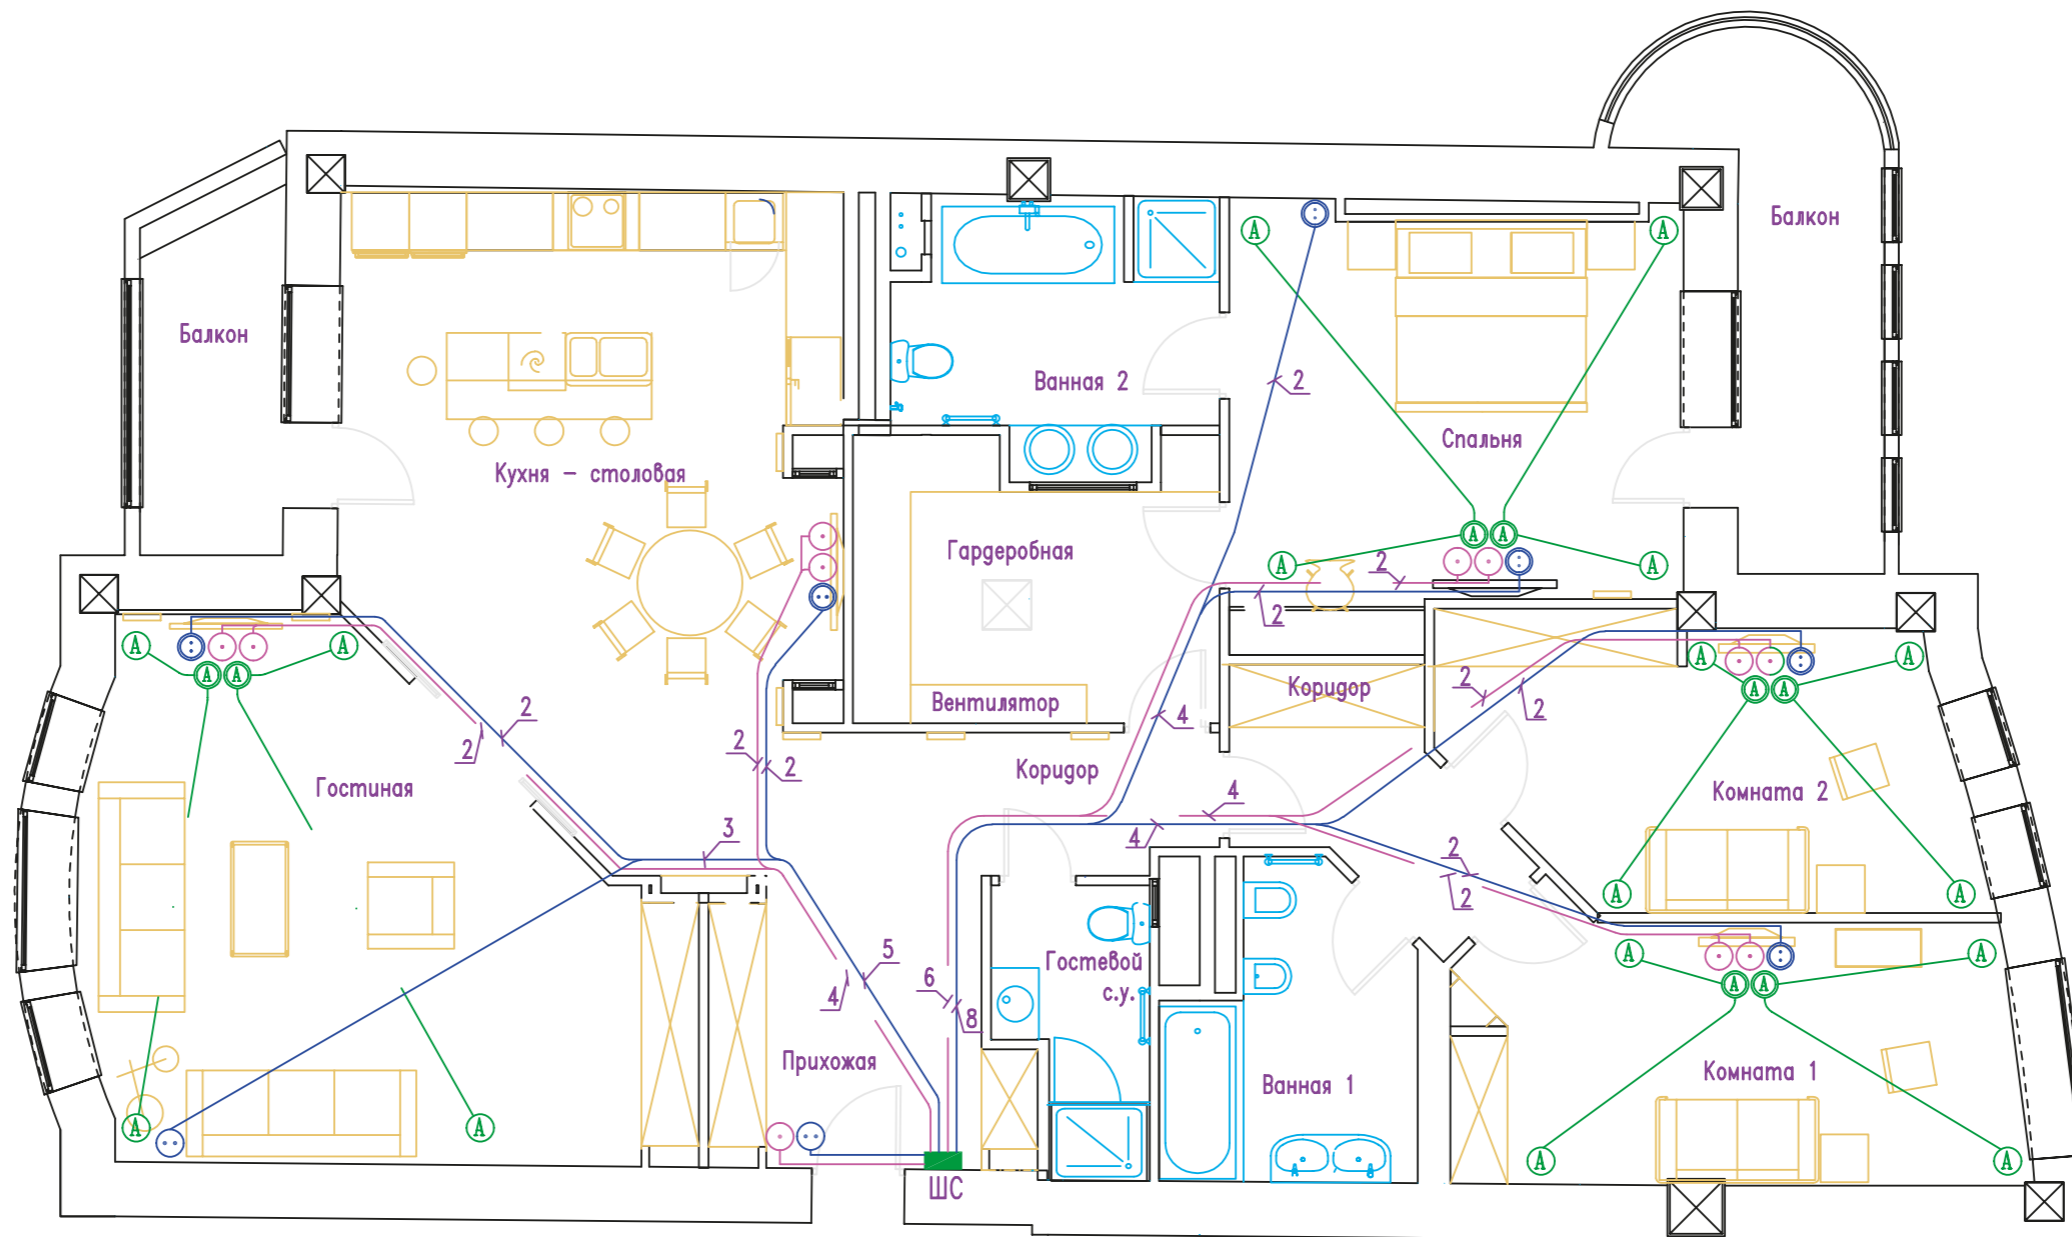 Балкон
A
A
Балкон
Ванная 2
2
Спальня
Кухня – столовая
A
A
Гардеробная
A
2
A
2
A
A
A
A
A
A
A
A
Вентилятор
Коридор
2
2
2
2
4
2
2
Гостиная
Коридор
Комната 2
4
3
4
2
2
A
A
5
4
6
8
Гостевой
с.у.
A
A
A
A
Прихожая
Ванная 1
Комната 1
A
A
A
A
ШС